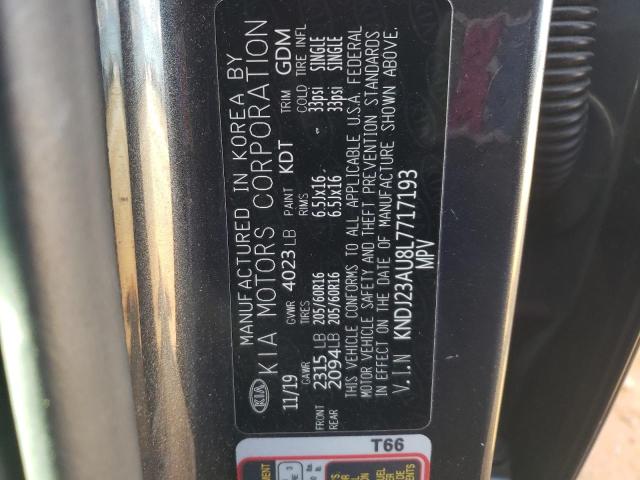 MANUFACTURED IN KOREA BY
KIA KIA MOTORS CORPORATION
11/19 GVWR 4023LB PAINT KDT TRIM GDM
GAWR TIRES RIMS COLD TIRE INFL
FRONT 2315LB 205/60R16 6.5Jx16 33psi SINGLE
REAR 2094LB 205/60R16 6.5Jx16 33psi SINGLE
THIS VEHICLE CONFORMS TO ALL APPLICABLE U.S.A. FEDERAL
MOTOR VEHICLE SAFETY AND THEFT PREVENTION STANDARDS
IN EFFECT ON THE DATE OF MANUFACTURE SHOWN ABOVE.
V.I.N KNDJ23AU8L7717193
MPV
T66